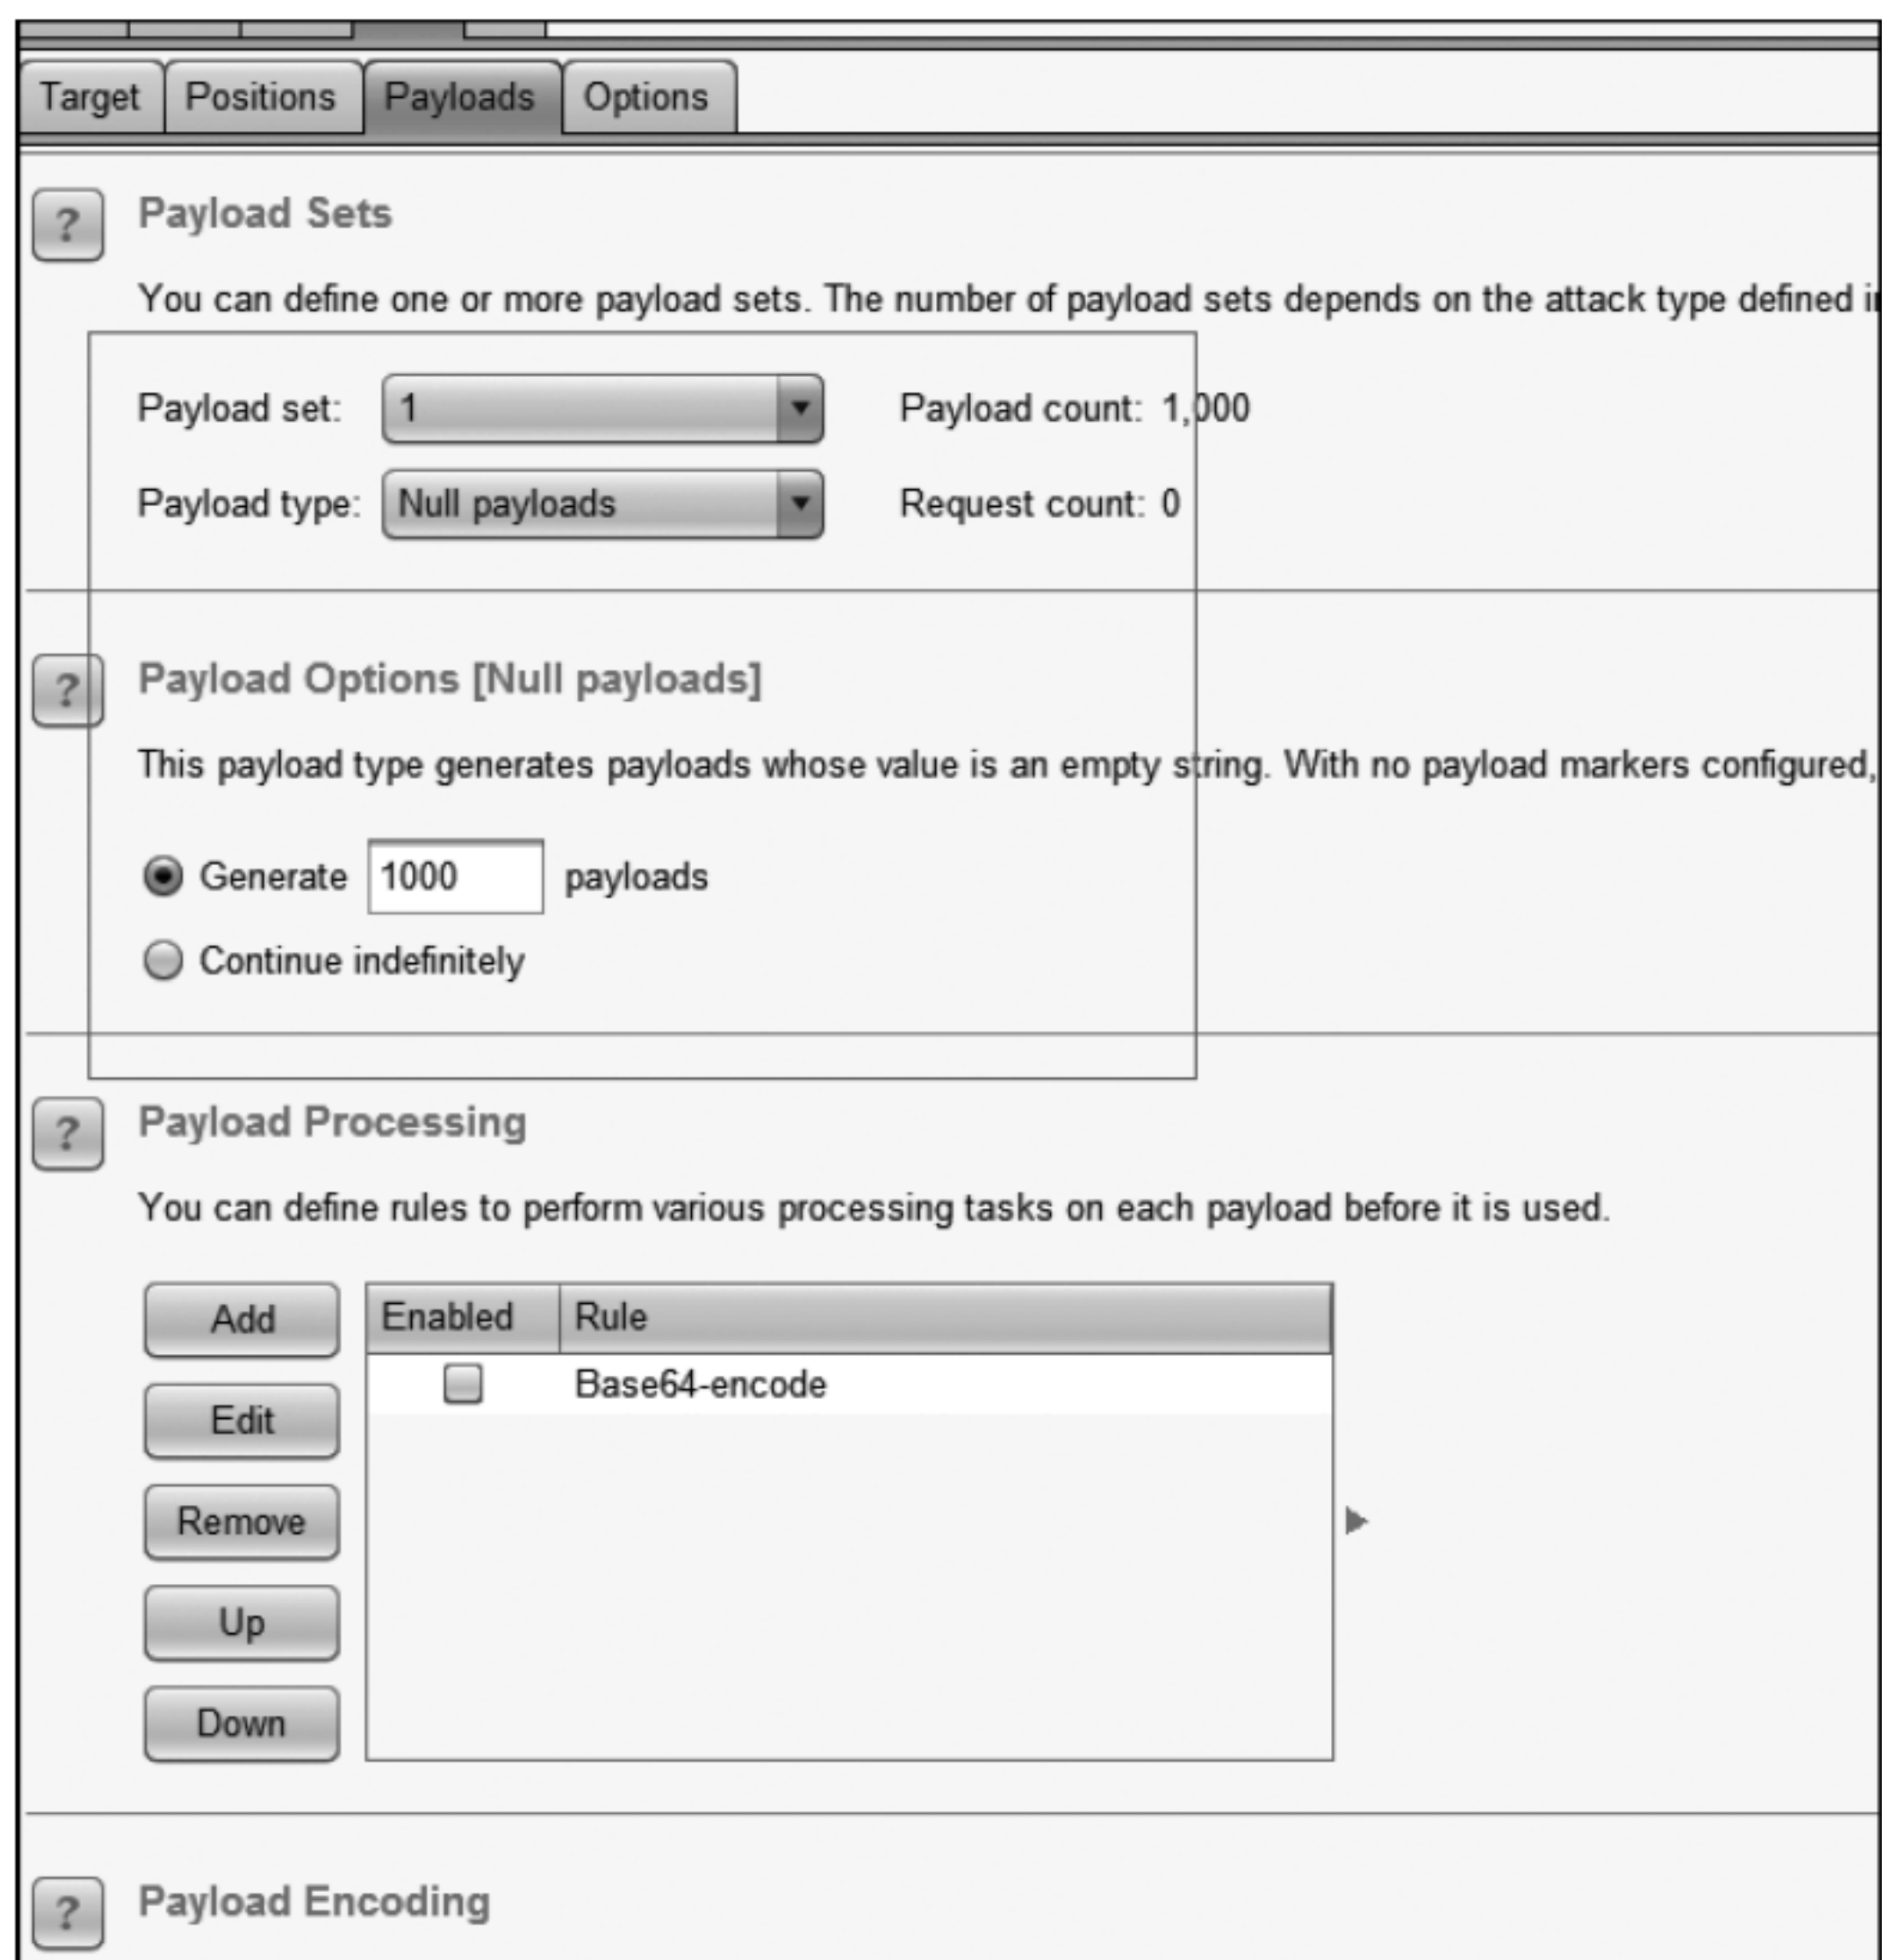 Target Positions Payloads Options
? Payload Sets
You can define one or more payload sets. The number of payload sets depends on the attack type defined
Payload set: 1 Payload count: 1,000
Payload type: Null payloads Request count: 0
? Payload Options [Null payloads]
This payload type generates payloads whose value is an empty string. With no payload markers configured,
Generate 1000 payloads
Continue indefinitely
? Payload Processing
You can define rules to perform various processing tasks on each payload before it is used.
Add
Edit
Remove
Up
Down
Enabled Rule
Base64-encode
? Payload Encoding